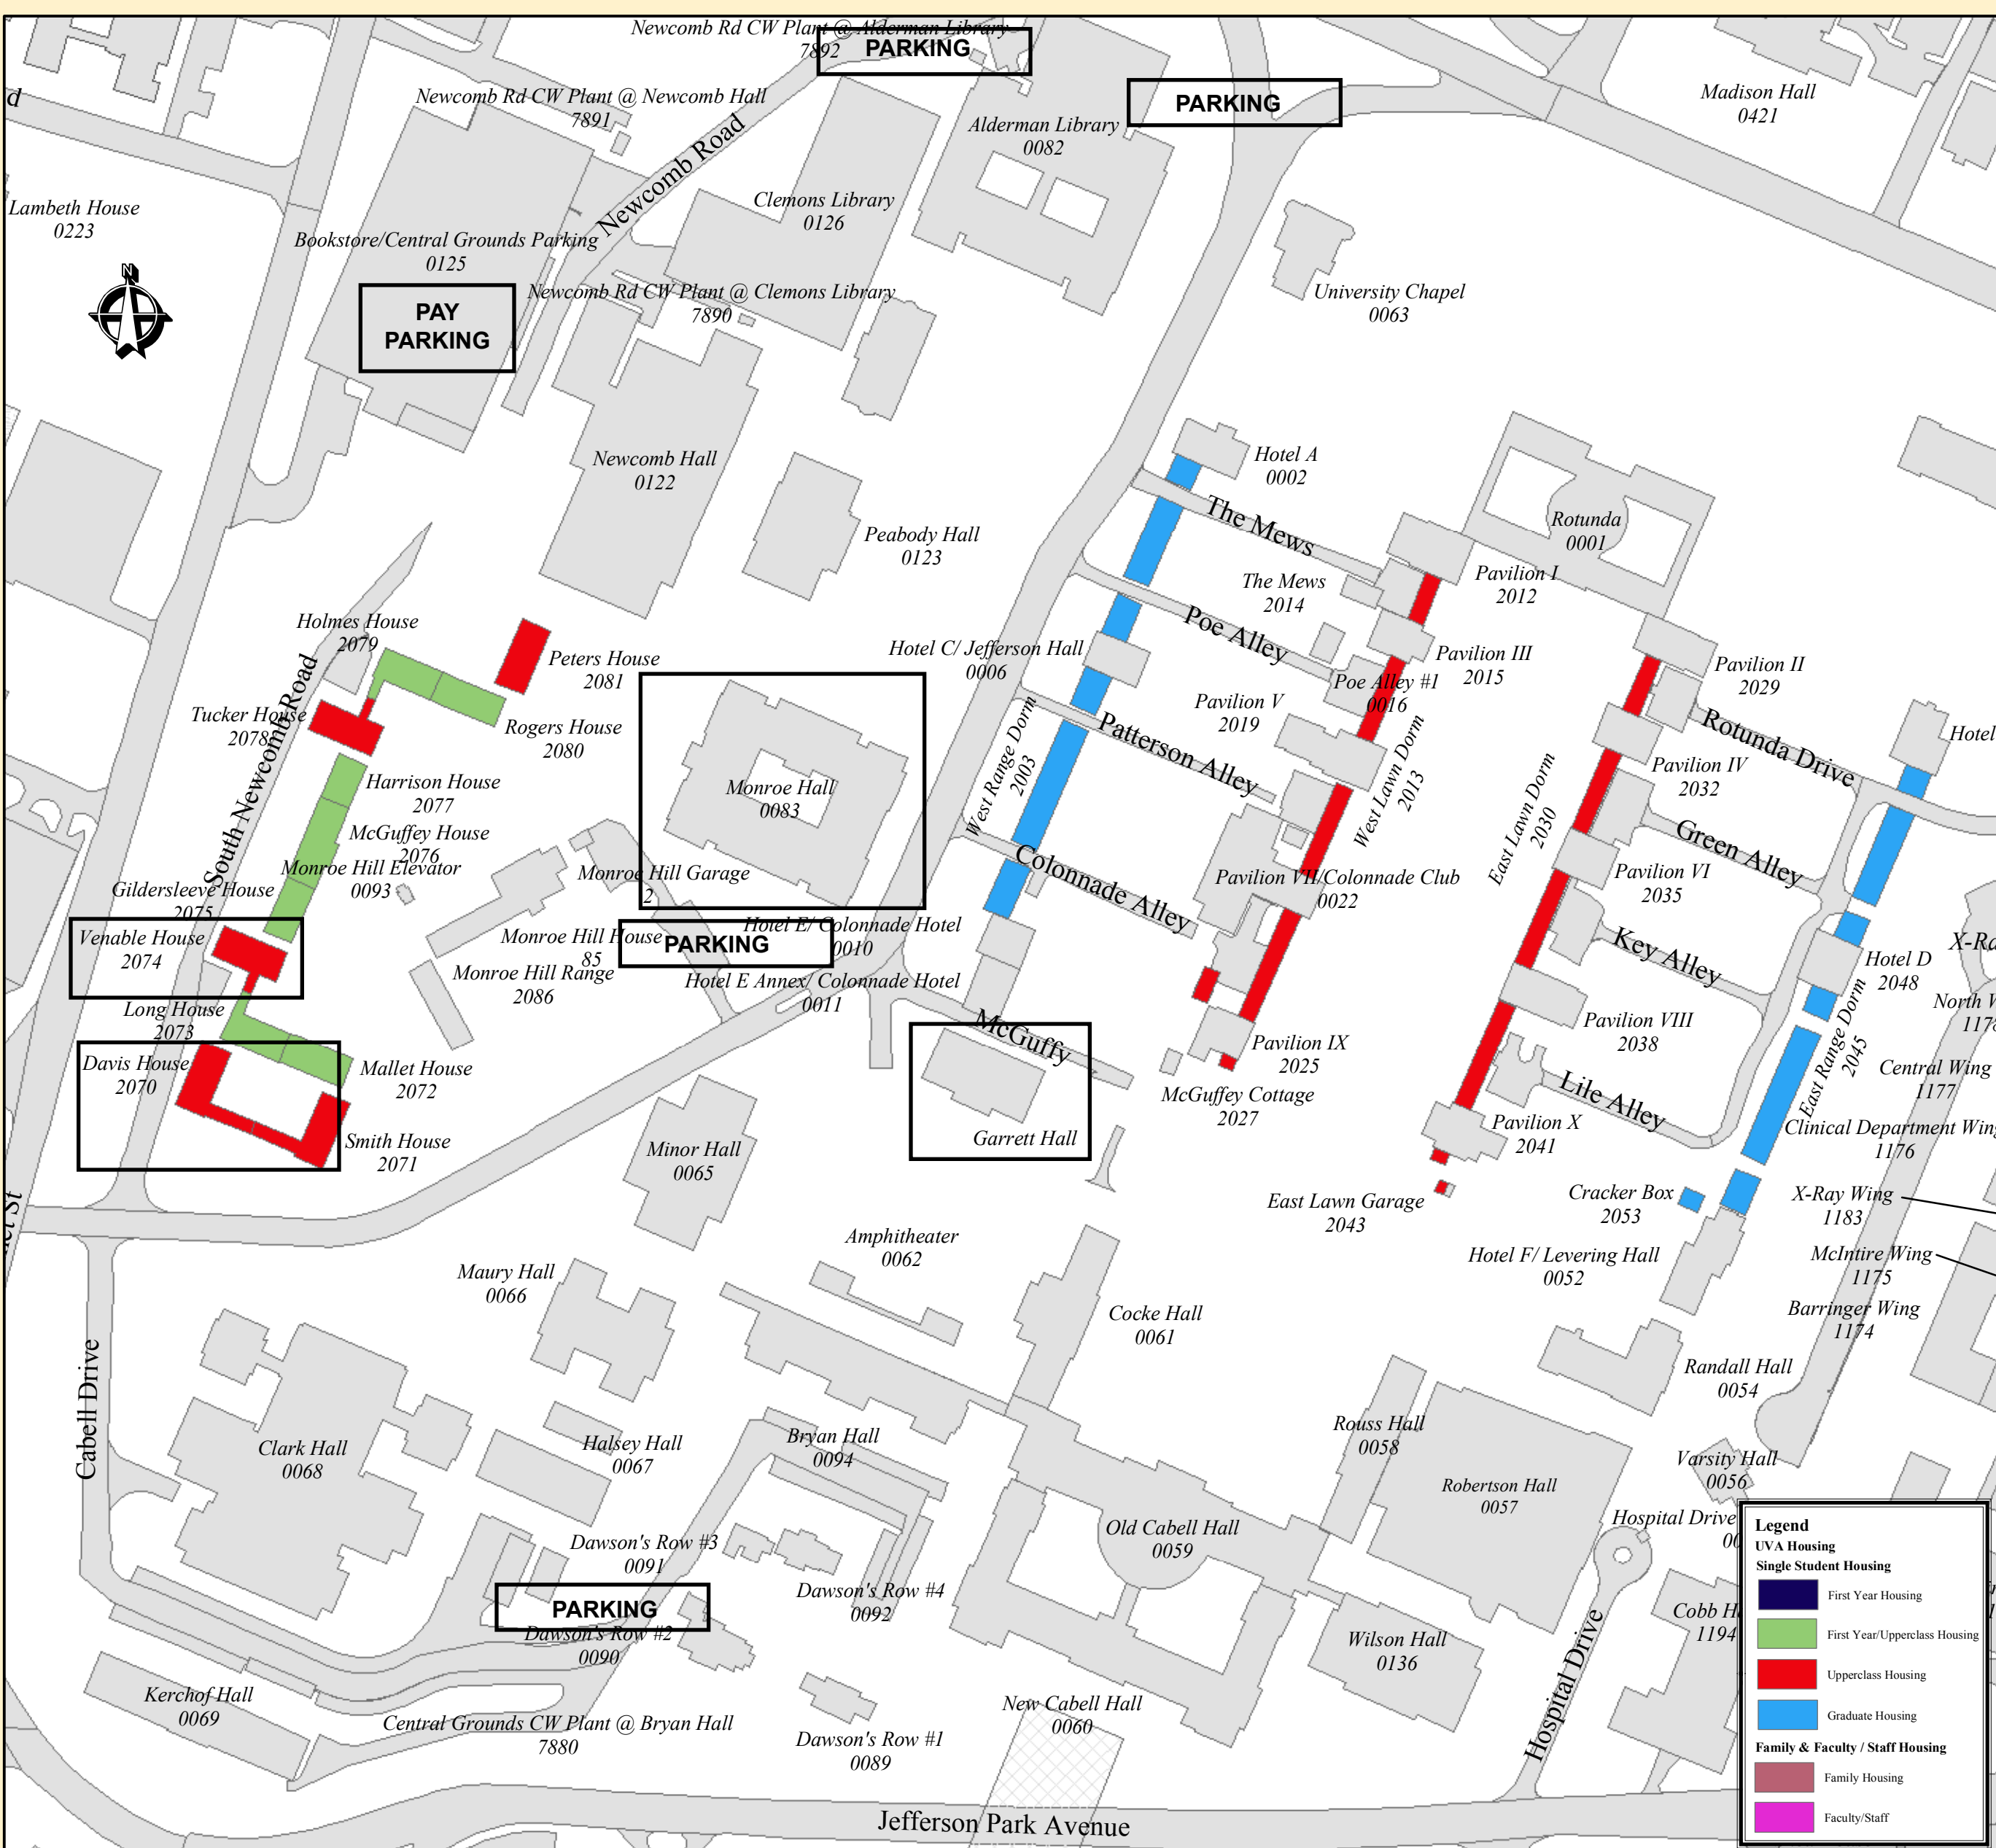 Newcomb Rd CW Plant @ Alderman Library
7892
PARKING
PARKING
Madison Hall
0421
d
Newcomb Rd CW Plant @ Newcomb Hall
7891
Newcomb Road
Alderman Library
0082
Lambeth House
0223
Clemons Library
0126
Bookstore/Central Grounds Parking
0125
N
PAY
PARKING
Newcomb Rd CW Plant @ Clemons Library
7890
University Chapel
0063
Newcomb Hall
0122
Hotel A
0002
Peabody Hall
0123
The Mews
Rotunda
0001
The Mews
2014
Pavilion I
2012
Holmes House
2079
Peters House
2081
Hotel C/ Jefferson Hall
0006
Poe Alley
Pavilion III
2015
Pavilion II
2029
Poe Alley #1
0016
Tucker House
2078
Rogers House
2080
Pavilion V
2019
Patterson Alley
West Range Dorm
2003
West Lawn Dorm
2013
Rotunda Drive
Hotel
South Newcomb Road
Harrison House
2077
Monroe Hall
0083
East Lawn Dorm
2030
Pavilion IV
2032
McGuffey House
2076
Green Alley
Monroe Hill Elevator
0093
Monroe Hill Garage
2
Colonnade Alley
Pavilion VII/Colonnade Club
0022
Pavilion VI
2035
Gildersleeve House
2075
Venable House
2074
Monroe Hill House
85
PARKING
Hotel E/ Colonnade Hotel
0010
Key Alley
Hotel D
2048
Monroe Hill Range
2086
Hotel E Annex/ Colonnade Hotel
0011
Long House
2073
McGuffy
Pavilion VIII
2038
East Range Dorm
2045
Davis House
2070
Mallet House
2072
Pavilion IX
2025
Central Wing
1177
McGuffey Cottage
2027
Lile Alley
Smith House
2071
Garrett Hall
Minor Hall
0065
Pavilion X
2041
Clinical Department Wing
1176
East Lawn Garage
2043
Cracker Box
2053
X-Ray Wing
1183
Amphitheater
0062
Hotel F/ Levering Hall
0052
McIntire Wing
1175
Maury Hall
0066
Cocke Hall
0061
Barringer Wing
1174
Cabell Drive
Randall Hall
0054
Clark Hall
0068
Halsey Hall
0067
Bryan Hall
0094
Rouss Hall
0058
Robertson Hall
0057
Varsity Hall
0056
Hospital Drive
Old Cabell Hall
0059
Dawson's Row #3
0091
Dawson's Row #4
0092
PARKING
Dawson's Row #2
0090
Wilson Hall
0136
Hospital Drive
Cobb H
1194
Kerchof Hall
0069
Central Grounds CW Plant @ Bryan Hall
7880
New Cabell Hall
0060
Dawson's Row #1
0089
Jefferson Park Avenue
Legend
UVA Housing
Single Student Housing
First Year Housing
First Year/Upperclass Housing
Upperclass Housing
Graduate Housing
Family & Faculty / Staff Housing
Family Housing
Faculty/Staff